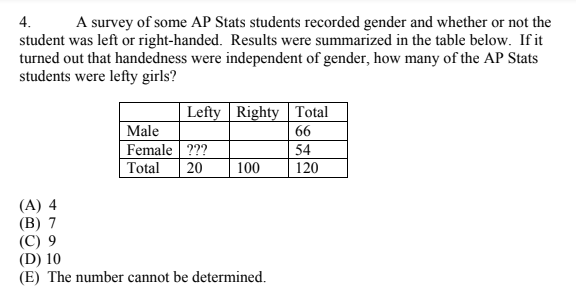 4. A survey of some AP Stats students recorded gender and whether or not the
student was left or right-handed. Results were summarized in the table below. If it
turned out that handedness were independent of gender, how many of the AP Stats
students were lefty girls?
Lefty Righty Total
Male 66
Female ??? 54
Total 20 100 120
(A) 4
(B) 7
(C) 9
(D) 10
(E) The number cannot be determined.